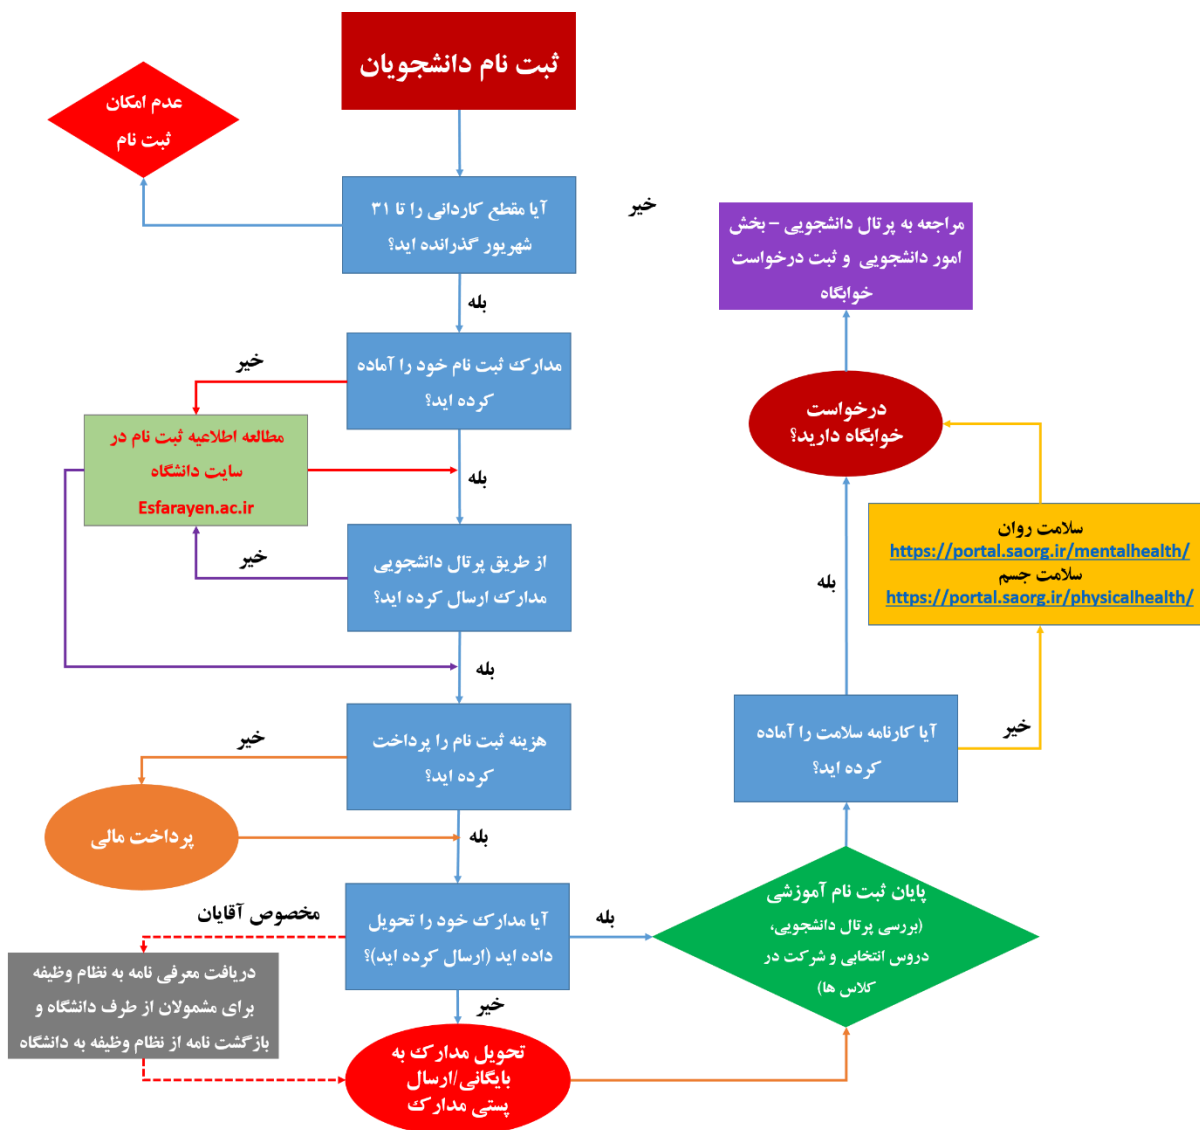 ثبت نام دانشجویان
عدم امکان
ثبت نام
آیا مقطع کاردانی را تا ۳۱
شهریور گذرانده اید؟
خیر
بله
مدارک ثبت نام خود را آماده
کرده اید؟
خیر
مطالعه اطلاعیه ثبت نام در
سایت دانشگاه
Esfarayen.ac.ir
بله
از طریق پرتال دانشجویی
مدارک ارسال کرده اید؟
خیر
بله
هزینه ثبت نام را پرداخت
کرده اید؟
خیر
پرداخت مالی
بله
آیا مدارک خود را تحویل
داده اید (ارسال کرده اید)؟
مخصوص آقایان
دریافت معرفی نامه به نظام وظیفه
برای مشمولان از طرف دانشگاه و
بازگشت نامه از نظام وظیفه به دانشگاه
خیر
تحویل مدارک به
بایگانی/ارسال
پستی مدارک
بله
پایان ثبت نام آموزشی
(بررسی پرتال دانشجویی،
دروس انتخابی و شرکت در
کلاس ها)
آیا کارنامه سلامت را آماده
کرده اید؟
خیر
سلامت روان
https://portal.saorg.ir/mentalhealth/
سلامت جسم
https://portal.saorg.ir/physicalhealth/
بله
درخواست
خوابگاه دارید؟
مراجعه به پرتال دانشجویی – بخش
امور دانشجویی و ثبت درخواست
خوابگاه